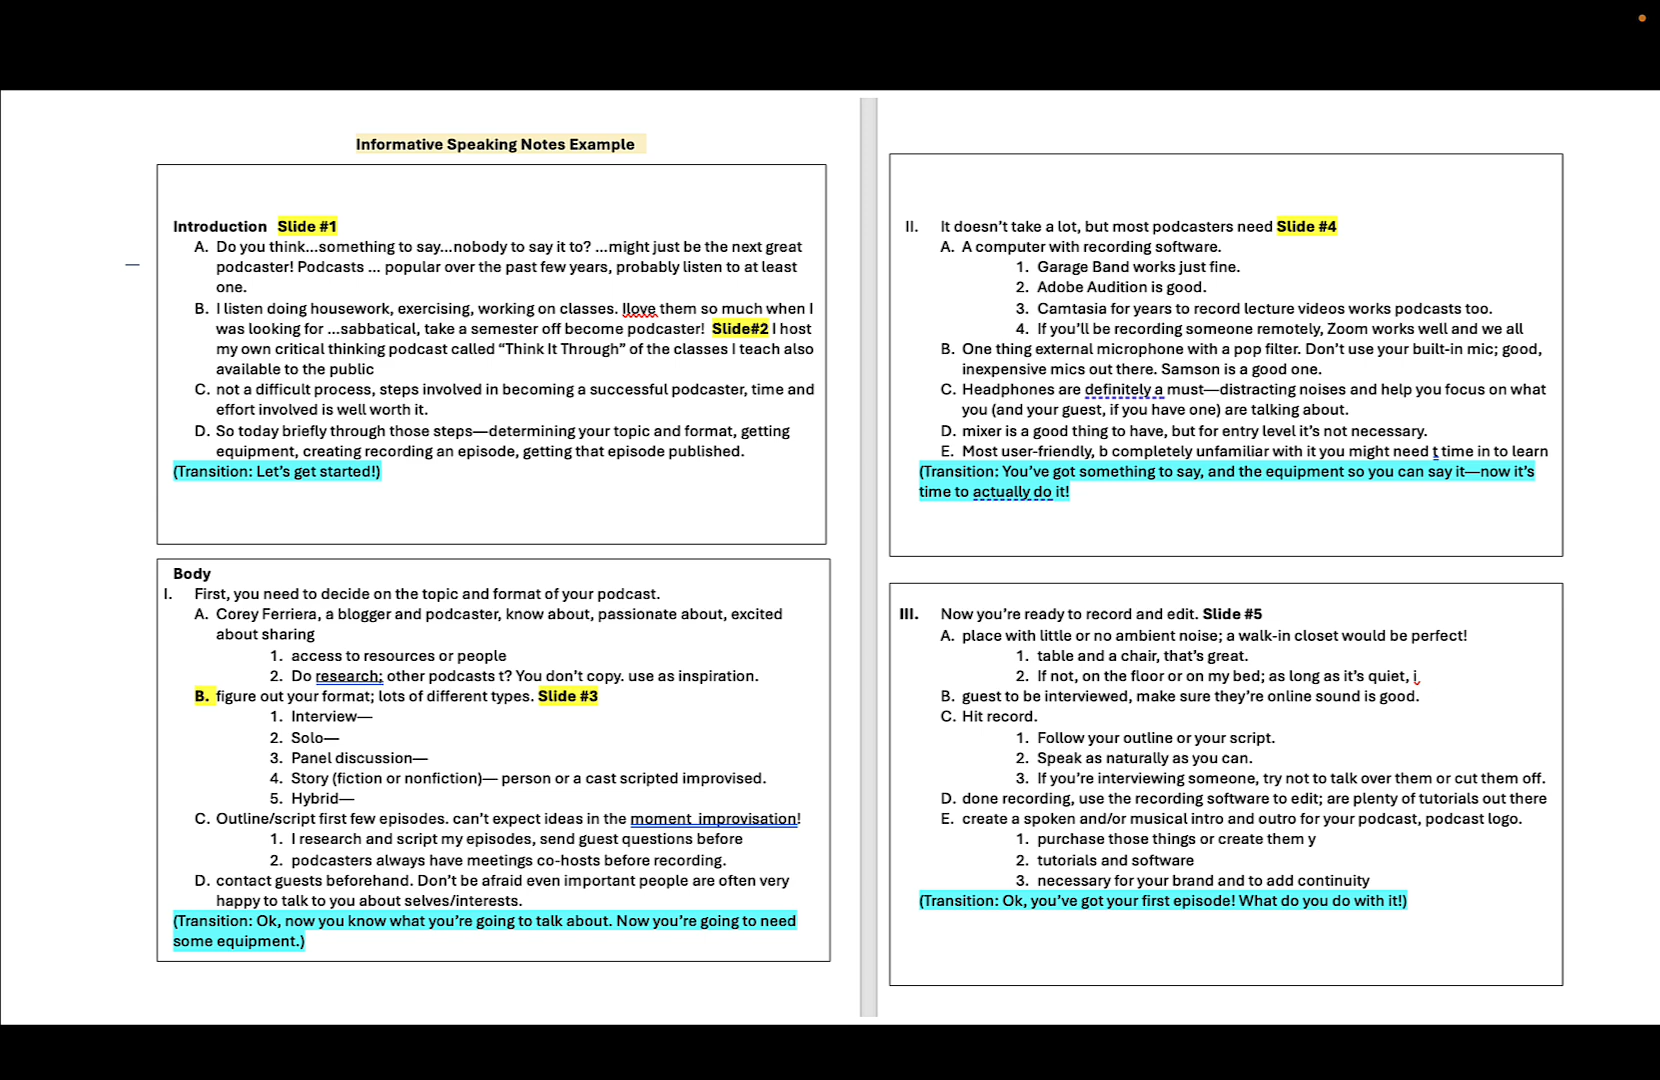 Informative Speaking Notes Example
Introduction Slide #1
A. Do you think...something to say...nobody to say it to? ...might just be the next great
podcaster! Podcasts ... popular over the past few years, probably listen to at least
one.
B. I listen doing housework, exercising, working on classes. Ilove them so much when I
was looking for ...sabbatical, take a semester off become podcaster! Slide#2 I host
my own critical thinking podcast called “Think It Through” of the classes I teach also
available to the public
C. not a difficult process, steps involved in becoming a successful podcaster, time and
effort involved is well worth it.
D. So today briefly through those steps—determining your topic and format, getting
equipment, creating recording an episode, getting that episode published.
(Transition: Let’s get started!)
Body
I. First, you need to decide on the topic and format of your podcast.
A. Corey Ferriera, a blogger and podcaster, know about, passionate about, excited
about sharing
1. access to resources or people
2. Do research; other podcasts t? You don’t copy. use as inspiration.
B. figure out your format; lots of different types. Slide #3
1. Interview—
2. Solo—
3. Panel discussion—
4. Story (fiction or nonfiction)— person or a cast scripted improvised.
5. Hybrid—
C. Outline/script first few episodes. can’t expect ideas in the moment improvisation!
1. I research and script my episodes, send guest questions before
2. podcasters always have meetings co-hosts before recording.
D. contact guests beforehand. Don’t be afraid even important people are often very
happy to talk to you about selves/interests.
(Transition: Ok, now you know what you’re going to talk about. Now you’re going to need
some equipment.)
II. It doesn’t take a lot, but most podcasters need Slide #4
A. A computer with recording software.
1. Garage Band works just fine.
2. Adobe Audition is good.
3. Camtasia for years to record lecture videos works podcasts too.
4. If you’ll be recording someone remotely, Zoom works well and we all
B. One thing external microphone with a pop filter. Don’t use your built-in mic; good,
inexpensive mics out there. Samson is a good one.
C. Headphones are definitely a must—distracting noises and help you focus on what
you (and your guest, if you have one) are talking about.
D. mixer is a good thing to have, but for entry level it’s not necessary.
E. Most user-friendly, b completely unfamiliar with it you might need t time in to learn
(Transition: You’ve got something to say, and the equipment so you can say it—now it’s
time to actually do it!
III. Now you’re ready to record and edit. Slide #5
A. place with little or no ambient noise; a walk-in closet would be perfect!
1. table and a chair, that’s great.
2. If not, on the floor or on my bed; as long as it’s quiet, i
B. guest to be interviewed, make sure they’re online sound is good.
C. Hit record.
1. Follow your outline or your script.
2. Speak as naturally as you can.
3. If you’re interviewing someone, try not to talk over them or cut them off.
D. done recording, use the recording software to edit; are plenty of tutorials out there
E. create a spoken and/or musical intro and outro for your podcast, podcast logo.
1. purchase those things or create them y
2. tutorials and software
3. necessary for your brand and to add continuity
(Transition: Ok, you’ve got your first episode! What do you do with it!)